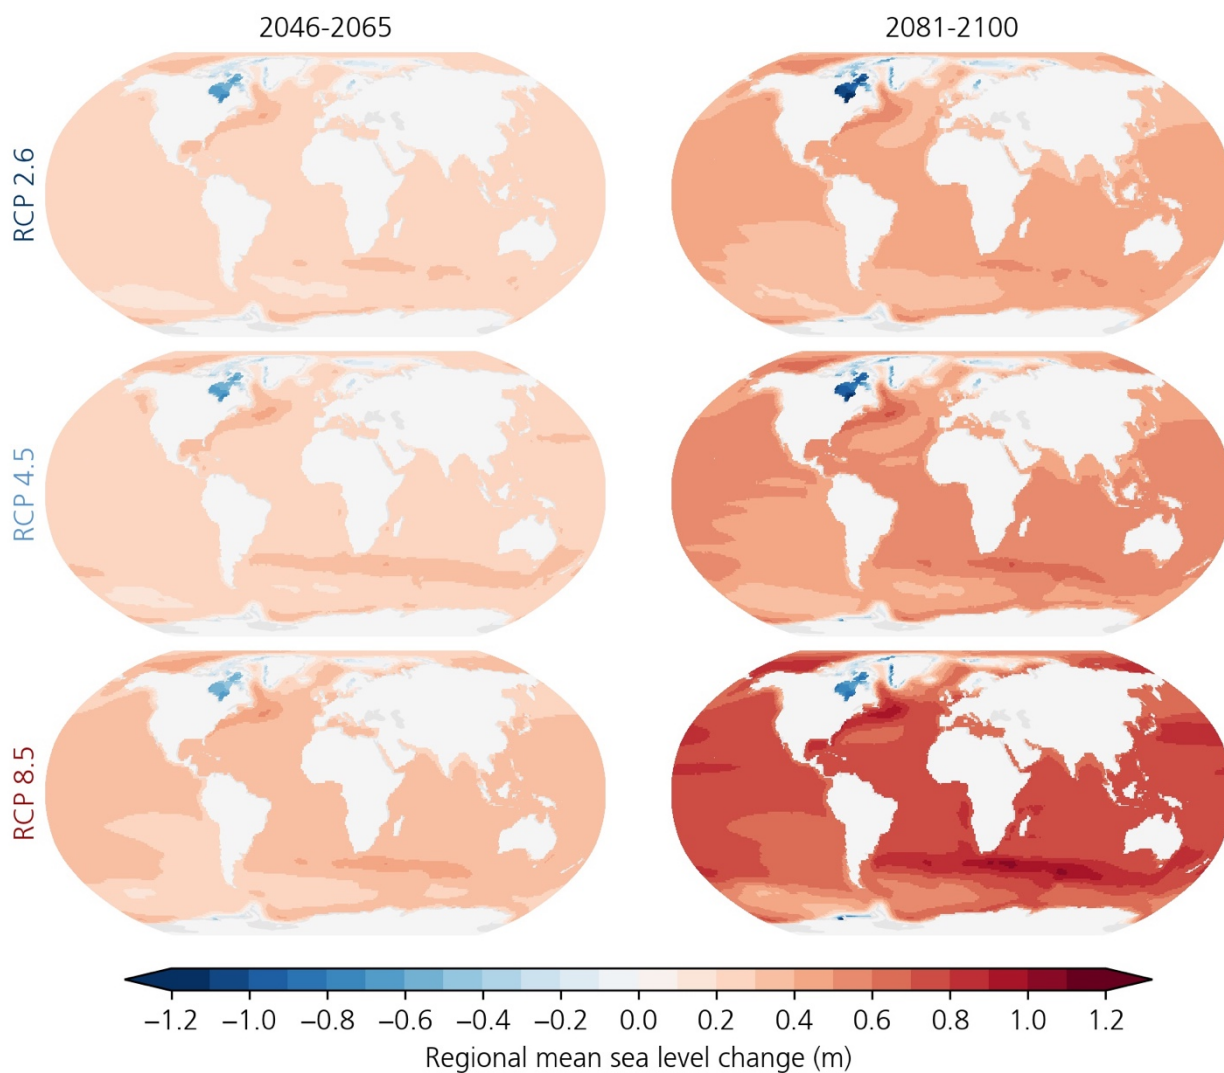 2046-2065 2081-2100
RCP 2.6
RCP 4.5
RCP 8.5
−1.2 −1.0 −0.8 −0.6 −0.4 −0.2 0.0 0.2 0.4 0.6 0.8 1.0 1.2
Regional mean sea level change (m)